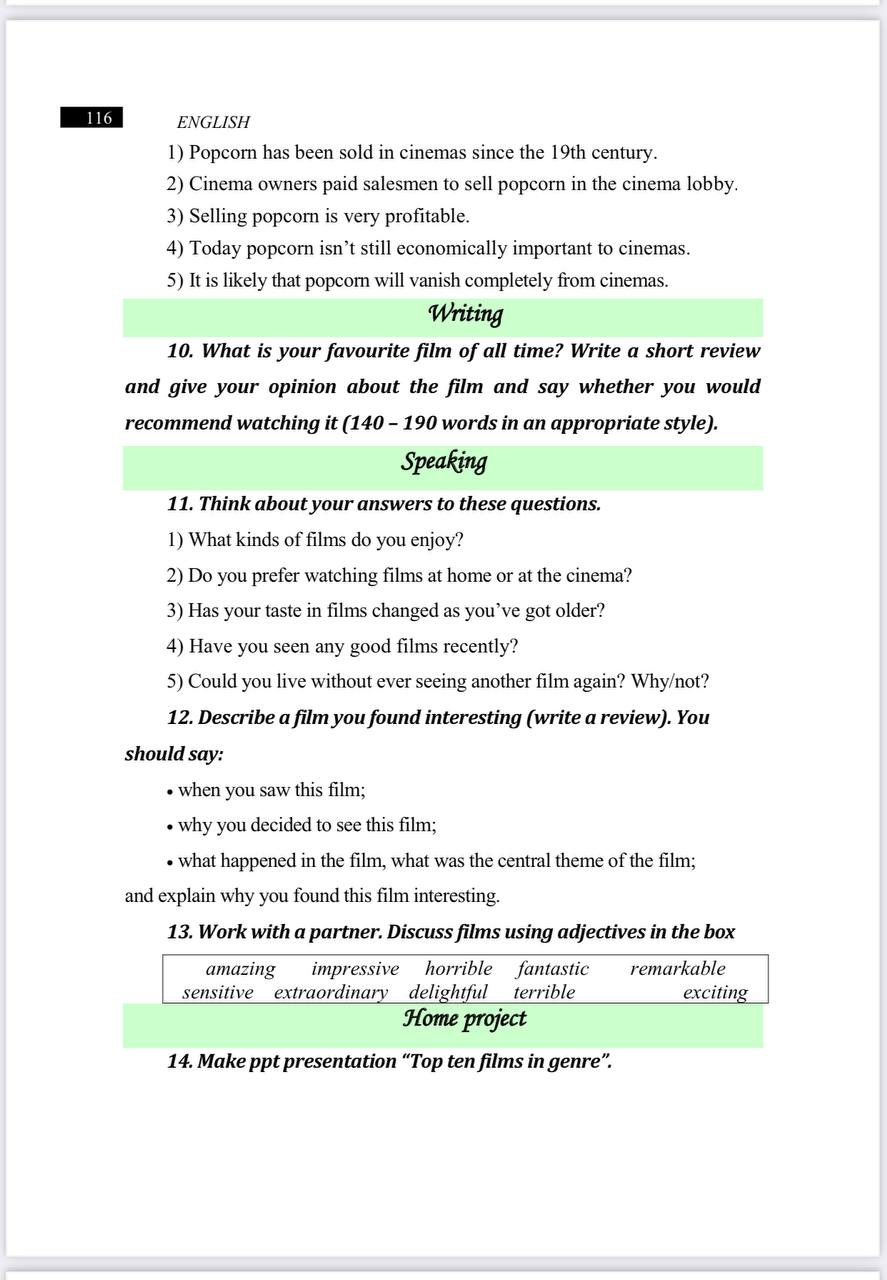 116 ENGLISH
1) Popcorn has been sold in cinemas since the 19th century.
2) Cinema owners paid salesmen to sell popcorn in the cinema lobby.
3) Selling popcorn is very profitable.
4) Today popcorn isn’t still economically important to cinemas.
5) It is likely that popcorn will vanish completely from cinemas.
Writing
10. What is your favourite film of all time? Write a short review
and give your opinion about the film and say whether you would
recommend watching it (140 – 190 words in an appropriate style).
Speaking
11. Think about your answers to these questions.
1) What kinds of films do you enjoy?
2) Do you prefer watching films at home or at the cinema?
3) Has your taste in films changed as you’ve got older?
4) Have you seen any good films recently?
5) Could you live without ever seeing another film again? Why/not?
12. Describe a film you found interesting (write a review). You
should say:
• when you saw this film;
• why you decided to see this film;
• what happened in the film, what was the central theme of the film;
and explain why you found this film interesting.
13. Work with a partner. Discuss films using adjectives in the box
amazing impressive horrible fantastic remarkable
sensitive extraordinary delightful terrible exciting
Home project
14. Make ppt presentation “Top ten films in genre”.